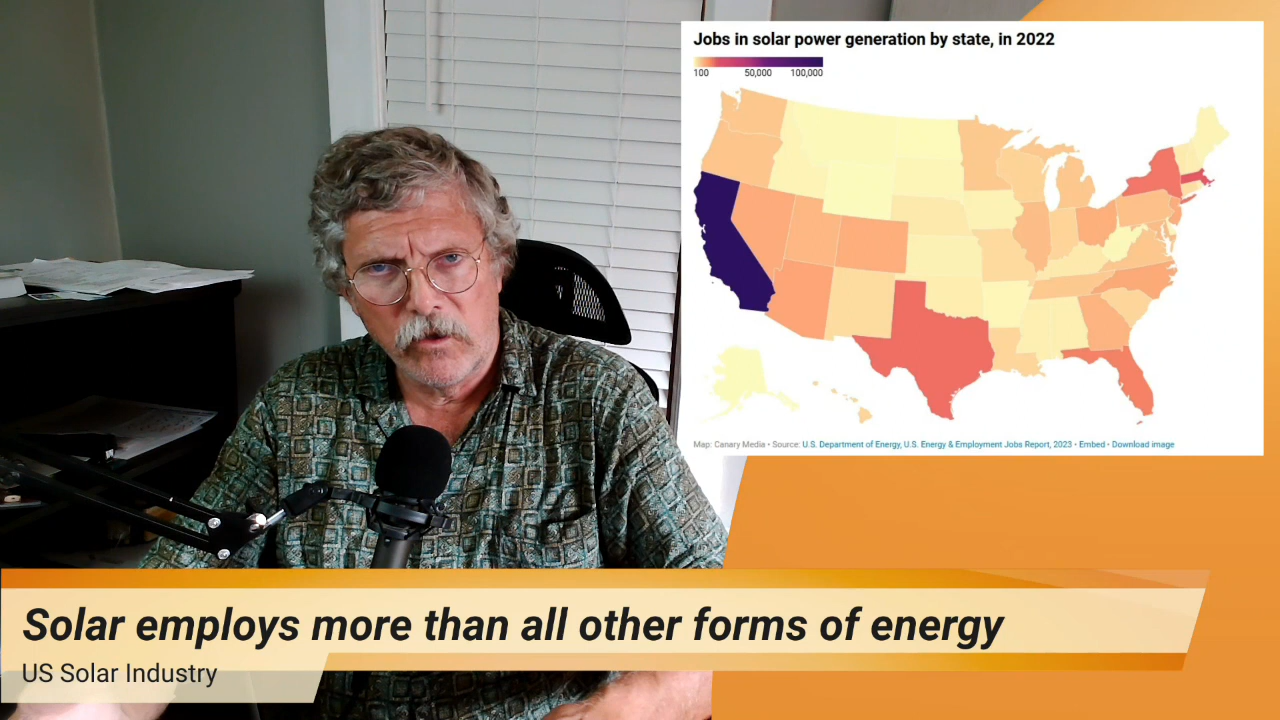 Jobs in solar power generation by state, in 2022
100 50,000 100,000
Map: Canary Media • Source: U.S. Department of Energy, U.S. Energy & Employment Jobs Report, 2023 • Embed • Download image
Solar employs more than all other forms of energy
US Solar Industry